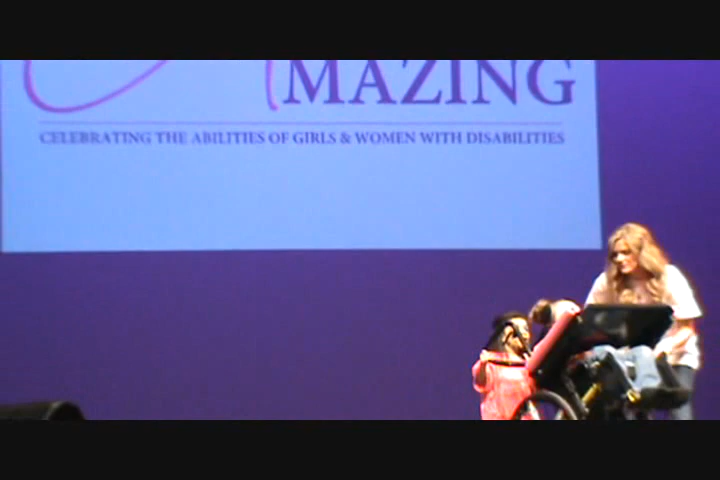 MAZING
CELEBRATING THE ABILITIES OF GIRLS & WOMEN WITH DISABILITIES